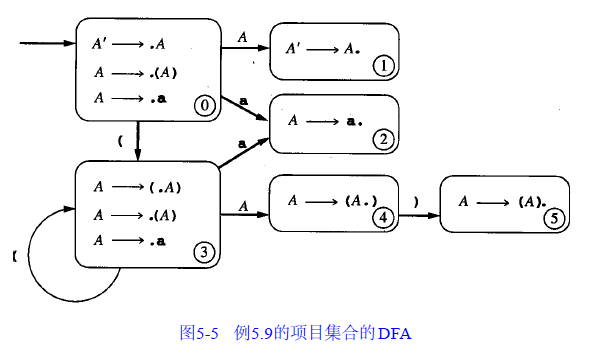 A' → .A
A → .(A)
A → .a
0
A
A' → A.
1
a
A → a.
2
(
a
A → (.A)
A → .(A)
A → .a
3
(
A
A → (A.)
4
)
A → (A).
5
图5-5 例5.9的项目集合的DFA